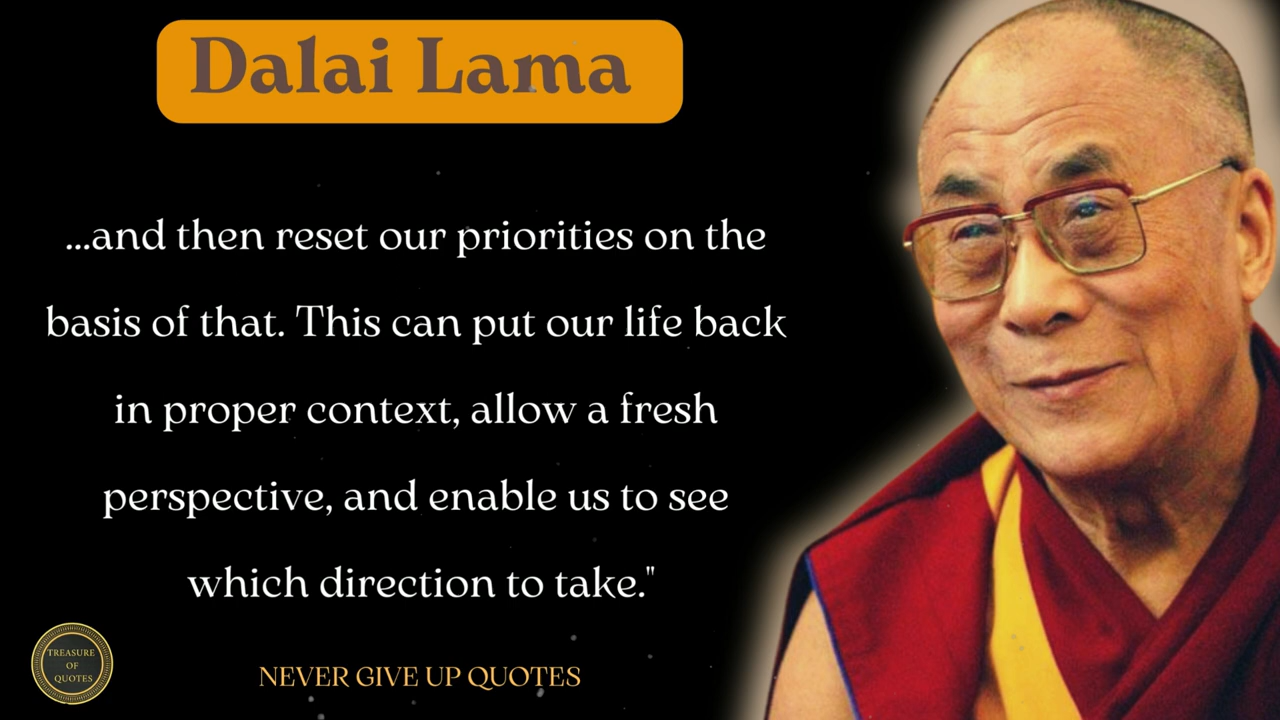 Dalai Lama
...and then reset our priorities on the
basis of that. This can put our life back
in proper context, allow a fresh
perspective, and enable us to see
which direction to take."
TREASURE
OF
QUOTES
NEVER GIVE UP QUOTES